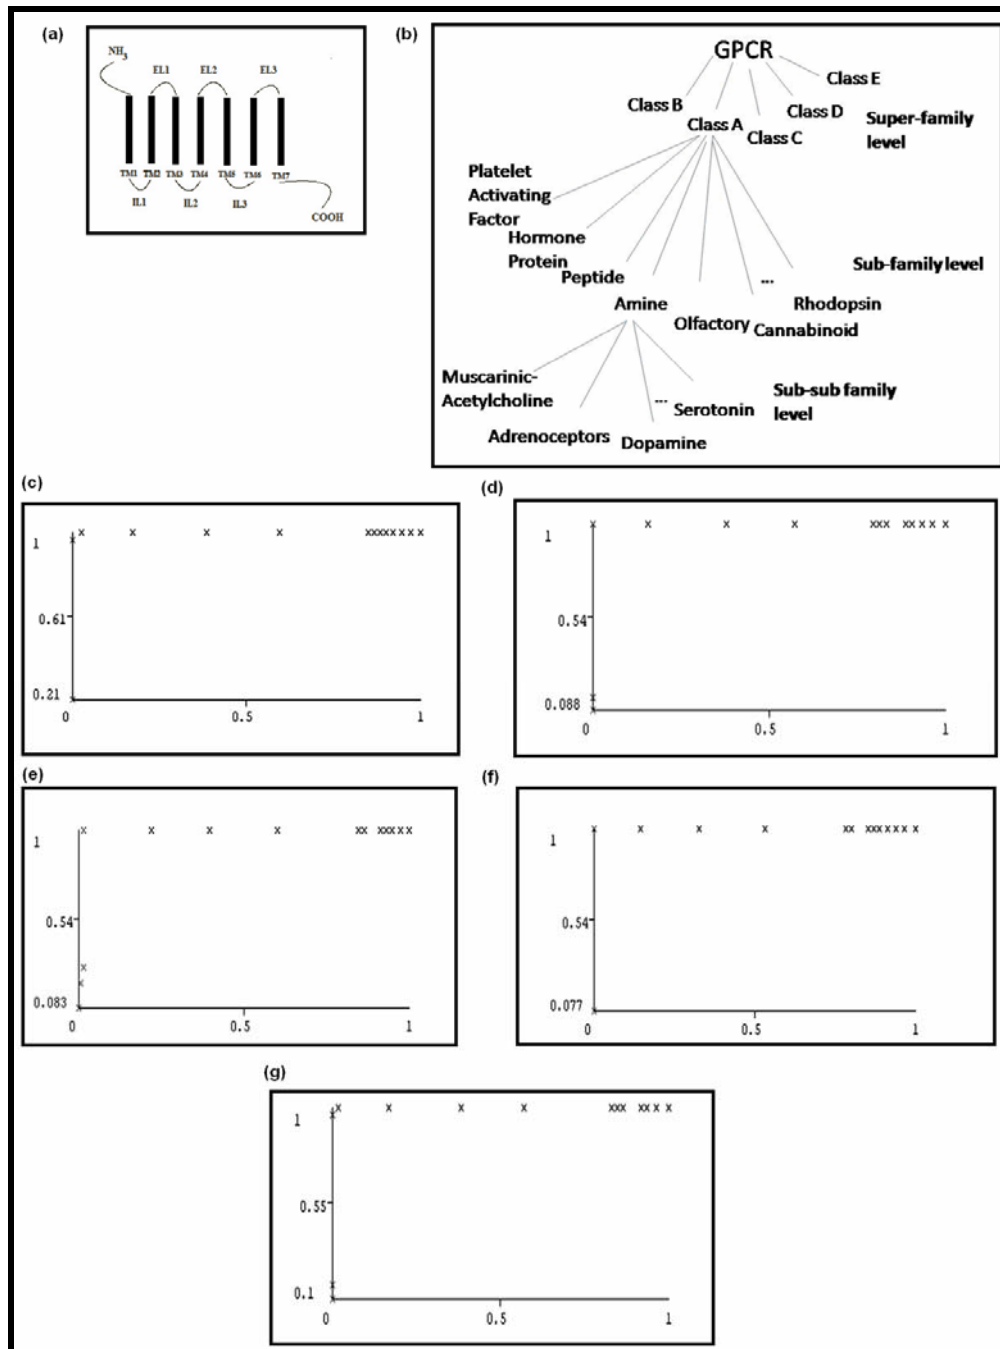 (a)
NH3
EL1 EL2 EL3
TM1 TM2 TM3 TM4 TM5 TM6 TM7
IL1 IL2 IL3
COOH
(b)
GPCR
Class E
Class B
Class D
Class A
Class C
Super-family
level
Platelet
Activating
Factor
Hormone
Protein
Peptide
Sub-family level
...
Amine
Rhodopsin
Olfactory
Cannabinoid
Muscarinic-
Acetylcholine
...
Sub-sub family
level
Serotonin
Adrenoceptors
Dopamine
(c)
1
0.61
0.21
0 0.5 1
(d)
1
0.54
0.088
0 0.5 1
(e)
1
0.54
0.083
0 0.5 1
(f)
1
0.54
0.077
0 0.5 1
(g)
1
0.55
0.1
0 0.5 1